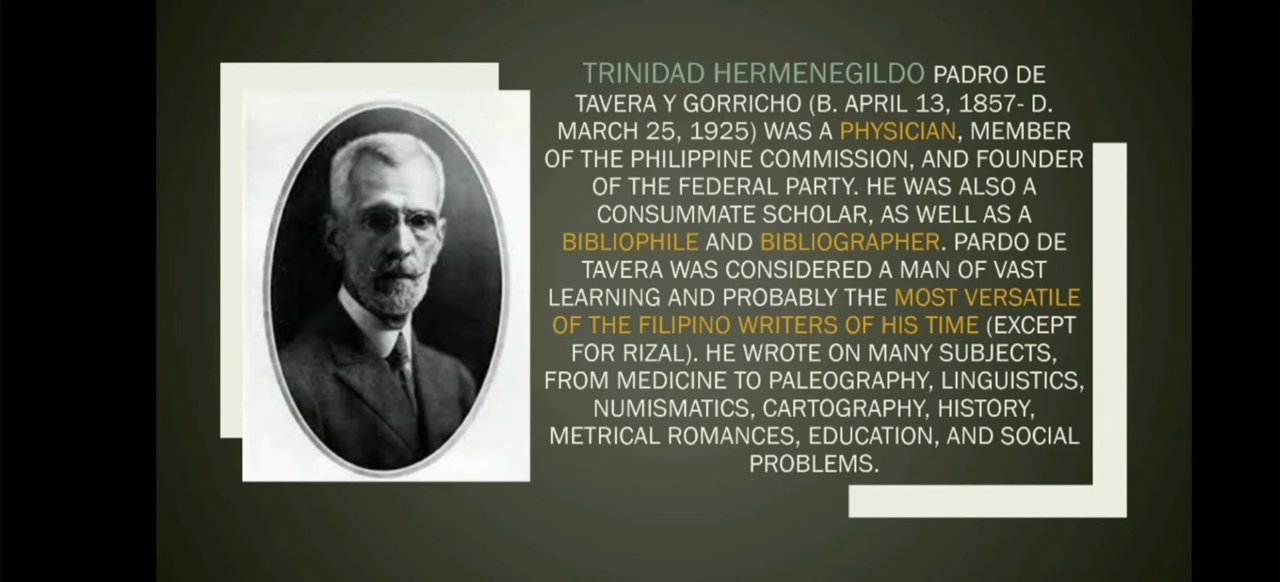 TRINIDAD HERMENEGILDO PADRO DE
TAVERA Y GORRICHO (B. APRIL 13, 1857- D.
MARCH 25, 1925) WAS A PHYSICIAN, MEMBER
OF THE PHILIPPINE COMMISSION, AND FOUNDER
OF THE FEDERAL PARTY. HE WAS ALSO A
CONSUMMATE SCHOLAR, AS WELL AS A
BIBLIOPHILE AND BIBLIOGRAPHER. PARDO DE
TAVERA WAS CONSIDERED A MAN OF VAST
LEARNING AND PROBABLY THE MOST VERSATILE
OF THE FILIPINO WRITERS OF HIS TIME (EXCEPT
FOR RIZAL). HE WROTE ON MANY SUBJECTS,
FROM MEDICINE TO PALEOGRAPHY, LINGUISTICS,
NUMISMATICS, CARTOGRAPHY, HISTORY,
METRICAL ROMANCES, EDUCATION, AND SOCIAL
PROBLEMS.